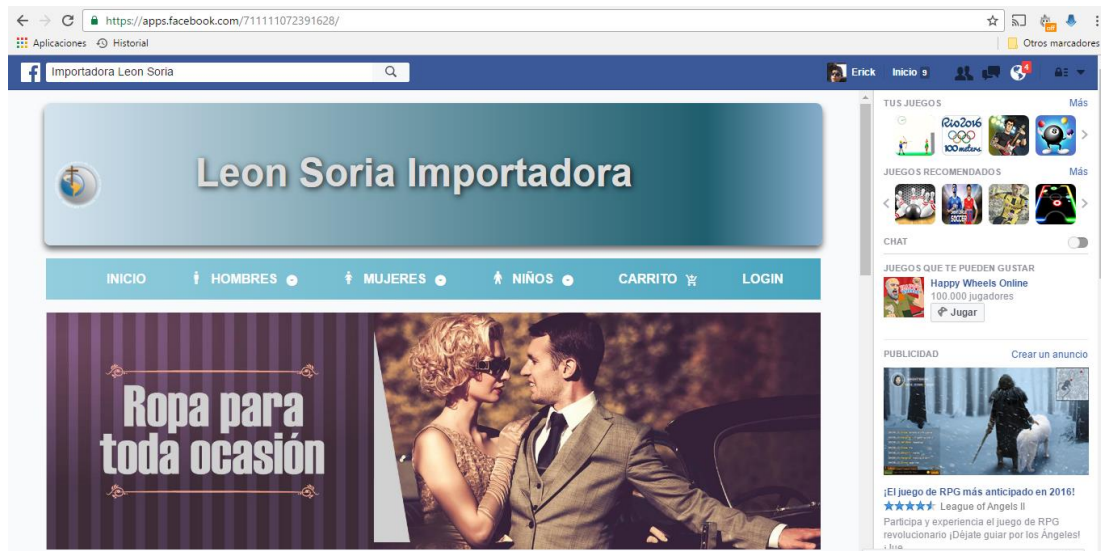 https://apps.facebook.com/711111072391628/
Aplicaciones Historial Otros marcadores
Importadora Leon Soria
Erick Inicio 9 4
Leon Soria Importadora
INICIO HOMBRES MUJERES NIÑOS CARRITO LOGIN
Ropa para
toda ocasión
TUS JUEGOS Más
Rio2016
100 meters
JUEGOS RECOMENDADOS Más
CHAT
JUEGOS QUE TE PUEDEN GUSTAR
Happy Wheels Online
100.000 jugadores
Jugar
PUBLICIDAD Crear un anuncio
¡El juego de RPG más anticipado en 2016!
League of Angels II
Participa y experiencia el juego de RPG
revolucionario ¡Déjate guiar por los Ángeles!